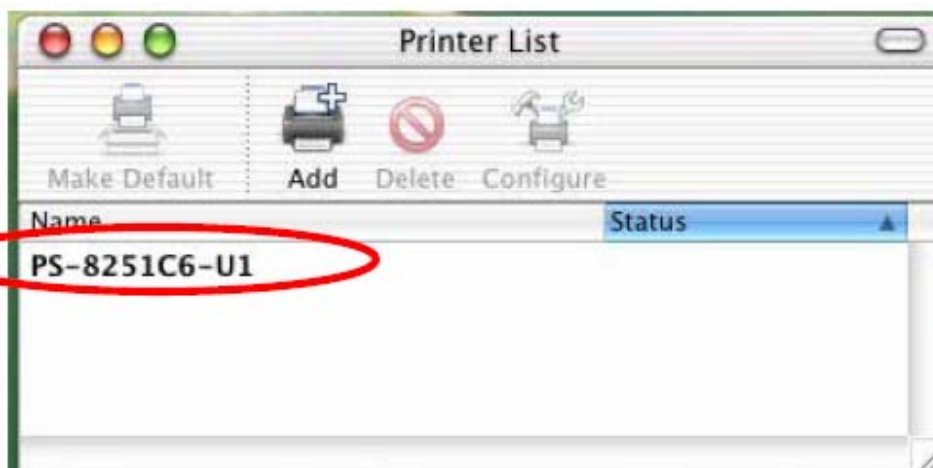 Printer List
Make Default Add Delete Configure
Name Status
PS-8251C6-U1